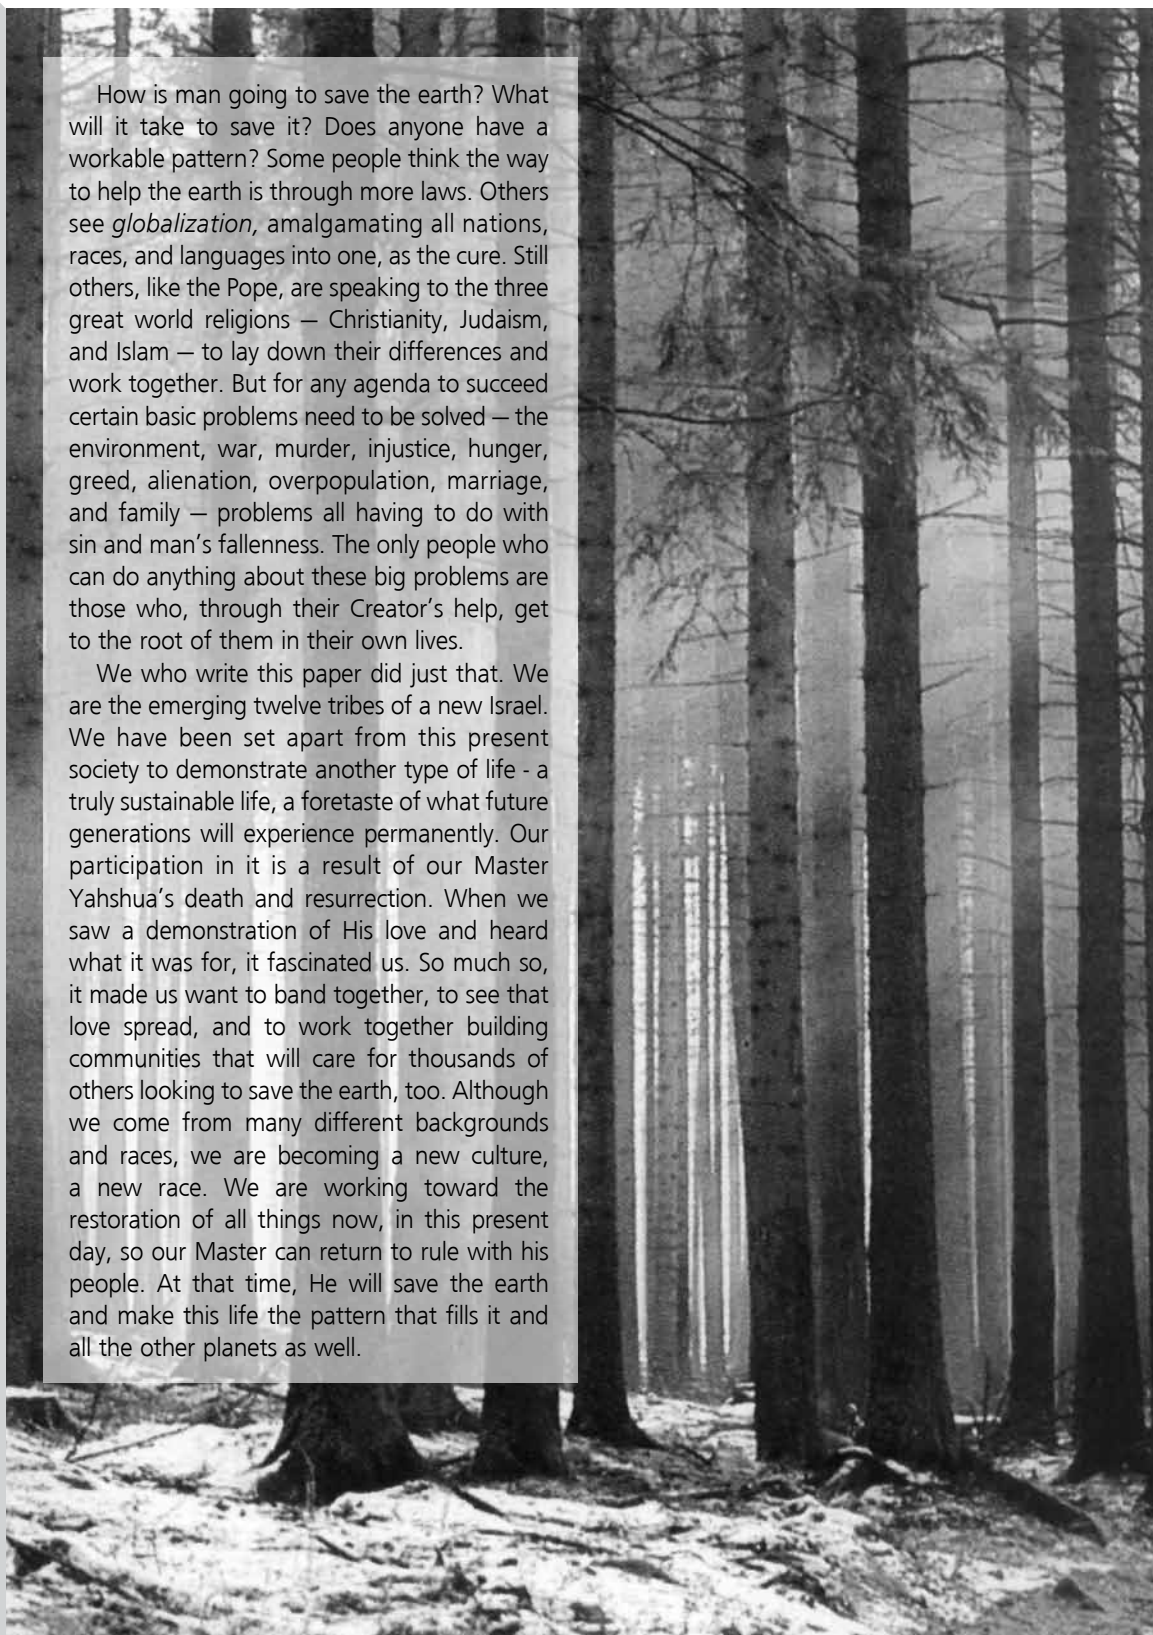 How is man going to save the earth? What
will it take to save it? Does anyone have a
workable pattern? Some people think the way
to help the earth is through more laws. Others
see globalization, amalgamating all nations,
races, and languages into one, as the cure. Still
others, like the Pope, are speaking to the three
great world religions — Christianity, Judaism,
and Islam — to lay down their differences and
work together. But for any agenda to succeed
certain basic problems need to be solved — the
environment, war, murder, injustice, hunger,
greed, alienation, overpopulation, marriage,
and family — problems all having to do with
sin and man's fallenness. The only people who
can do anything about these big problems are
those who, through their Creator's help, get
to the root of them in their own lives.
We who write this paper did just that. We
are the emerging twelve tribes of a new Israel.
We have been set apart from this present
society to demonstrate another type of life - a
truly sustainable life, a foretaste of what future
generations will experience permanently. Our
participation in it is a result of our Master
Yahshua's death and resurrection. When we
saw a demonstration of His love and heard
what it was for, it fascinated us. So much so,
it made us want to band together, to see that
love spread, and to work together building
communities that will care for thousands of
others looking to save the earth, too. Although
we come from many different backgrounds
and races, we are becoming a new culture,
a new race. We are working toward the
restoration of all things now, in this present
day, so our Master can return to rule with his
people. At that time, He will save the earth
and make this life the pattern that fills it and
all the other planets as well.